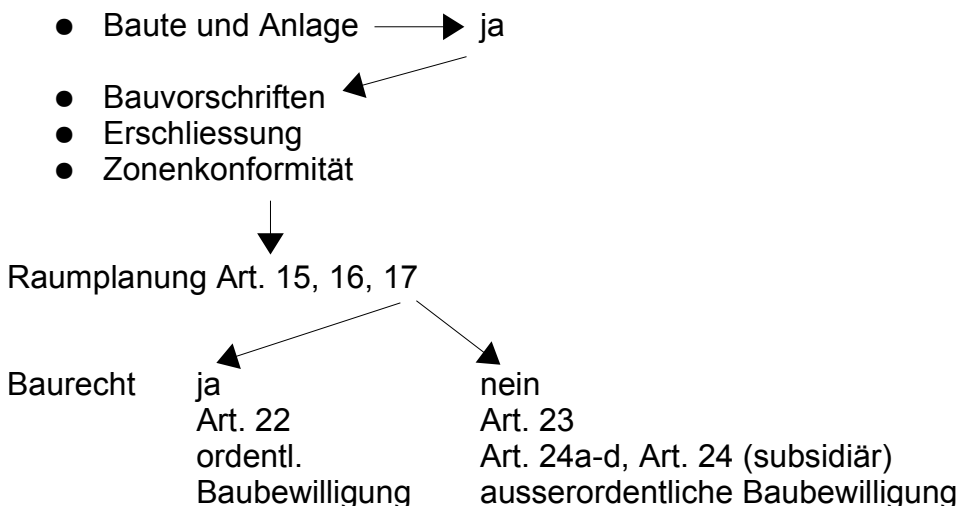 ● Baute und Anlage ja
● Bauvorschriften
● Erschliessung
● Zonenkonformität
Raumplanung Art. 15, 16, 17
Baurecht ja nein
Art. 22 Art. 23
ordentl. Art. 24a-d, Art. 24 (subsidiär)
Baubewilligung ausserordentliche Baubewilligung